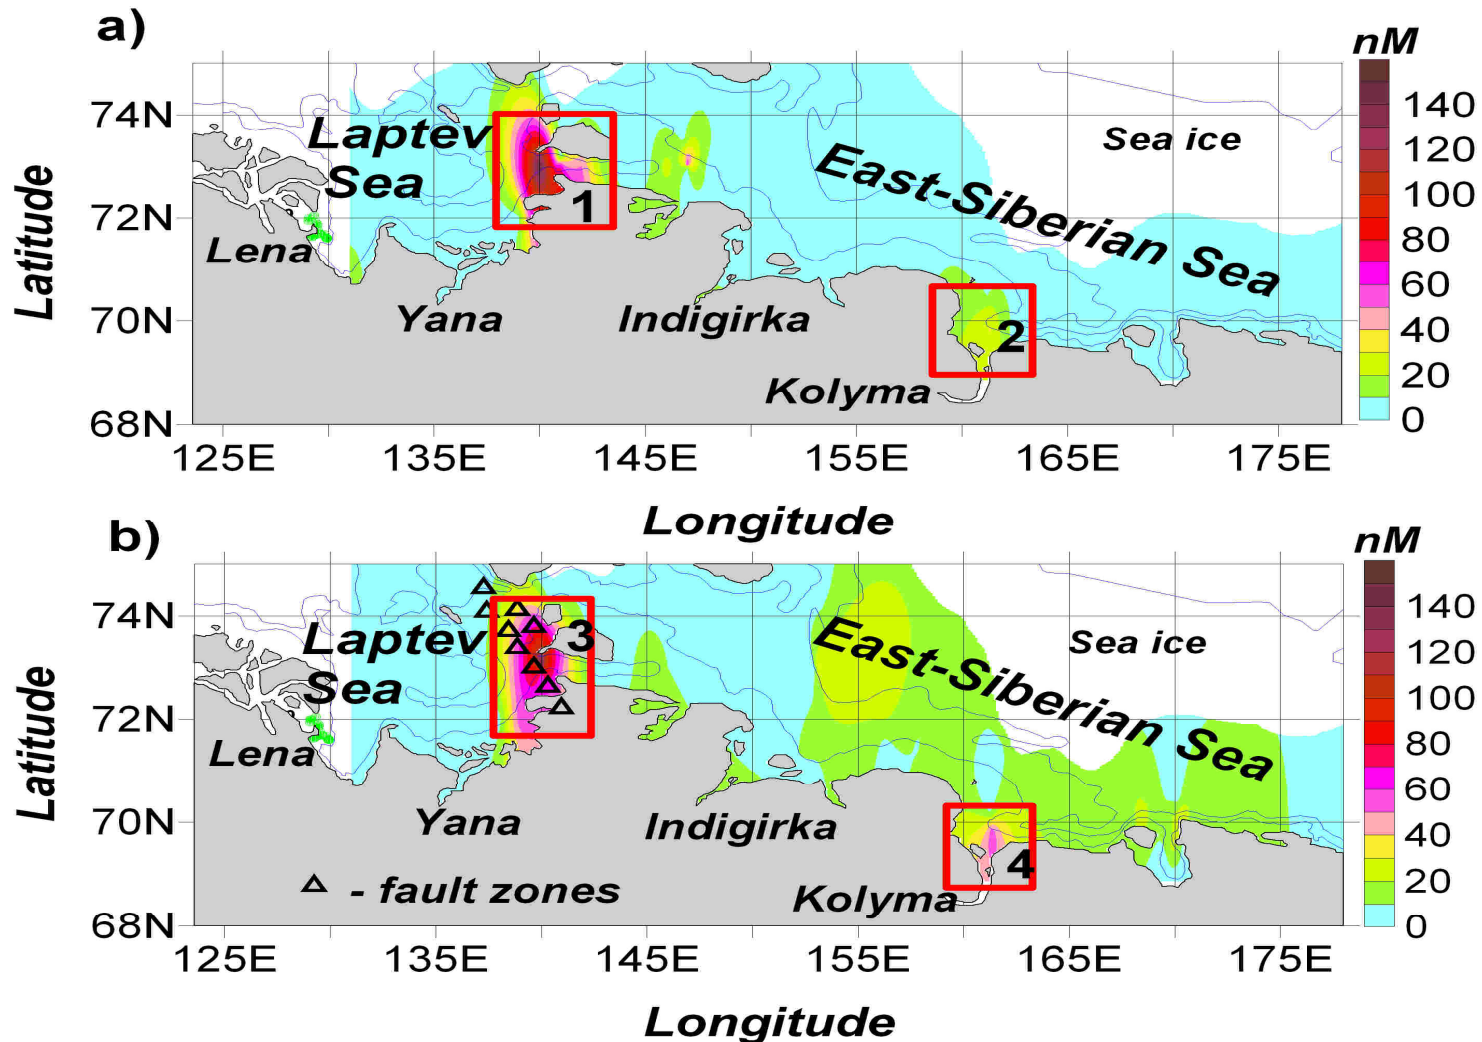 a)
nM
74N
72N
70N
68N
Latitude
Laptev
Sea
East-Siberian Sea
Sea ice
1
2
Lena
Yana
Indigirka
Kolyma
140
120
100
80
60
40
20
0
125E 135E 145E 155E 165E 175E
Longitude
b)
nM
74N
72N
70N
68N
Latitude
Laptev
Sea
East-Siberian Sea
Sea ice
3
4
Lena
Yana
Indigirka
Kolyma
- fault zones
140
120
100
80
60
40
20
0
125E 135E 145E 155E 165E 175E
Longitude